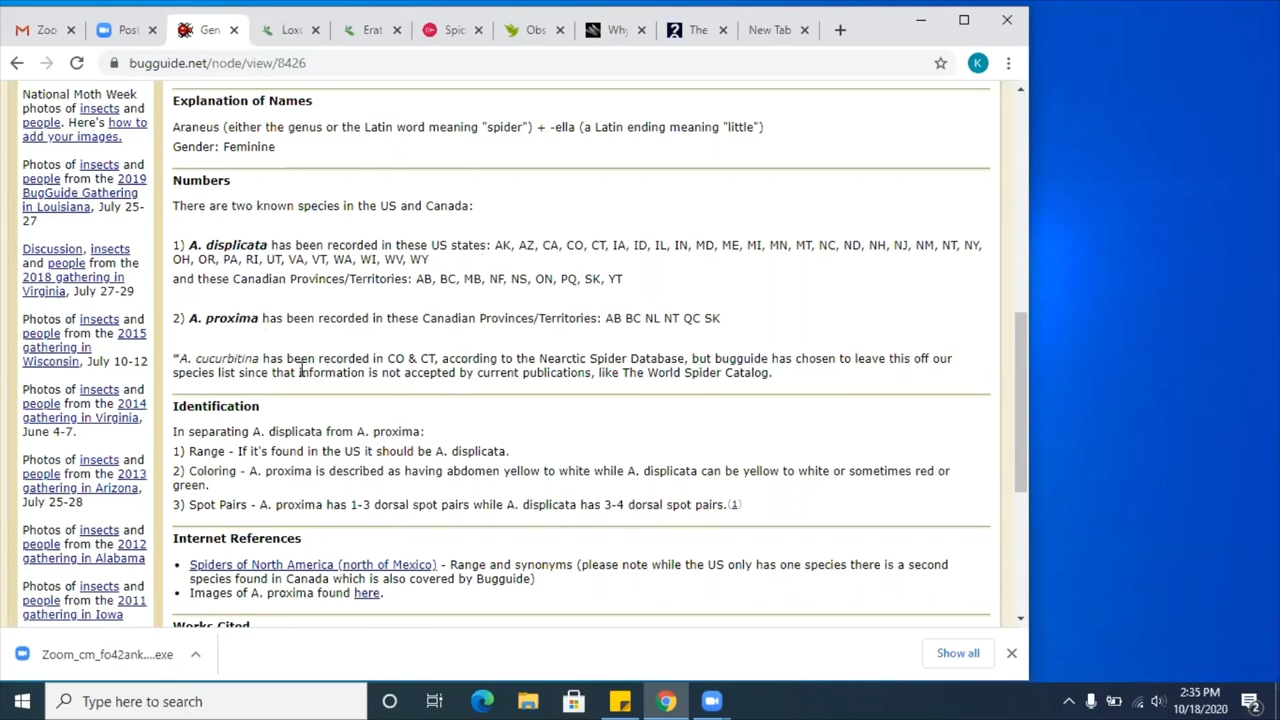 Zoo
Post
Gen
Loxo
Erat
Spic
Obs
Why
The
New Tab
bugguide.net/node/view/8426
K
National Moth Week
photos of insects and
people. Here's how to
add your images.
Photos of insects and
people from the 2019
BugGuide Gathering
in Louisiana, July 25-
27
Discussion, insects
and people from the
2018 gathering in
Virginia, July 27-29
Photos of insects and
people from the 2015
gathering in
Wisconsin, July 10-12
Photos of insects and
people from the 2014
gathering in Virginia,
June 4-7.
Photos of insects and
people from the 2013
gathering in Arizona,
July 25-28
Photos of insects and
people from the 2012
gathering in Alabama
Photos of insects and
people from the 2011
gathering in Iowa
Explanation of Names
Araneus (either the genus or the Latin word meaning "spider") + -ella (a Latin ending meaning "little")
Gender: Feminine
Numbers
There are two known species in the US and Canada:
1) A. displicata has been recorded in these US states: AK, AZ, CA, CO, CT, IA, ID, IL, IN, MD, ME, MI, MN, MT, NC, ND, NH, NJ, NM, NT, NY,
OH, OR, PA, RI, UT, VA, VT, WA, WI, WV, WY
and these Canadian Provinces/Territories: AB, BC, MB, NF, NS, ON, PQ, SK, YT
2) A. proxima has been recorded in these Canadian Provinces/Territories: AB BC NL NT QC SK
*A. cucurbitina has been recorded in CO & CT, according to the Nearctic Spider Database, but bugguide has chosen to leave this off our
species list since that information is not accepted by current publications, like The World Spider Catalog.
Identification
In separating A. displicata from A. proxima:
1) Range - If it's found in the US it should be A. displicata.
2) Coloring - A. proxima is described as having abdomen yellow to white while A. displicata can be yellow to white or sometimes red or
green.
3) Spot Pairs - A. proxima has 1-3 dorsal spot pairs while A. displicata has 3-4 dorsal spot pairs.(1)
Internet References
• Spiders of North America (north of Mexico) - Range and synonyms (please note while the US only has one species there is a second
species found in Canada which is also covered by Bugguide)
• Images of A. proxima found here.
Works Cited
Zoom_cm_fo42ank....exe
Show all
Type here to search
2:35 PM
10/18/2020
2